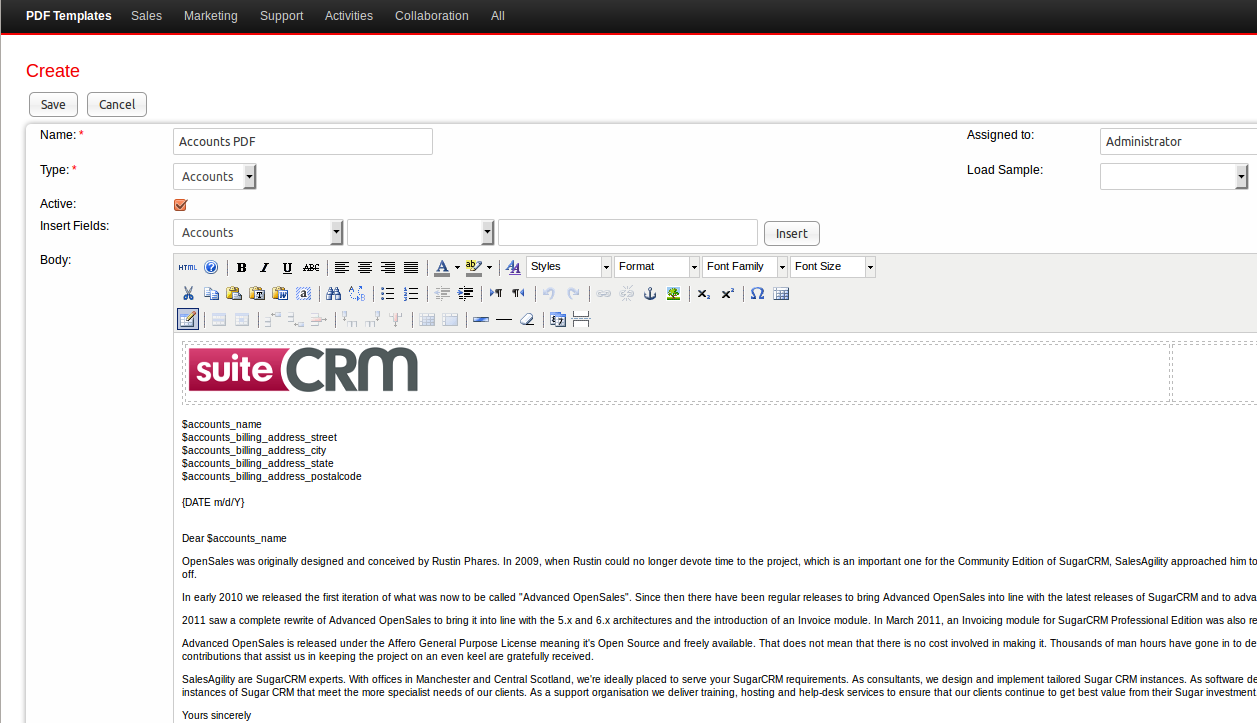 PDF Templates Sales Marketing Support Activities Collaboration All
Create
Save Cancel
Name: * Accounts PDF Assigned to: Administrator
Type: * Accounts Load Sample:
Active:
Insert Fields: Accounts Insert
Body:
HTML B I U ABC A ab Styles Format Font Family Font Size
suiteCRM
$accounts_name
$accounts_billing_address_street
$accounts_billing_address_city
$accounts_billing_address_state
$accounts_billing_address_postalcode
{DATE m/d/Y}
Dear $accounts_name
OpenSales was originally designed and conceived by Rustin Phares. In 2009, when Rustin could no longer devote time to the project, which is an important one for the Community Edition of SugarCRM, SalesAgility approached him to
off.
In early 2010 we released the first iteration of what was now to be called "Advanced OpenSales". Since then there have been regular releases to bring Advanced OpenSales into line with the latest releases of SugarCRM and to adva
2011 saw a complete rewrite of Advanced OpenSales to bring it into line with the 5.x and 6.x architectures and the introduction of an Invoice module. In March 2011, an Invoicing module for SugarCRM Professional Edition was also re
Advanced OpenSales is released under the Affero General Purpose License meaning it's Open Source and freely available. That does not mean that there is no cost involved in making it. Thousands of man hours have gone in to de
contributions that assist us in keeping the project on an even keel are gratefully received.
SalesAgility are SugarCRM experts. With offices in Manchester and Central Scotland, we're ideally placed to serve your SugarCRM requirements. As consultants, we design and implement tailored Sugar CRM instances. As software de
instances of Sugar CRM that meet the more specialist needs of our clients. As a support organisation we deliver training, hosting and help-desk services to ensure that our clients continue to get best value from their Sugar investment
Yours sincerely